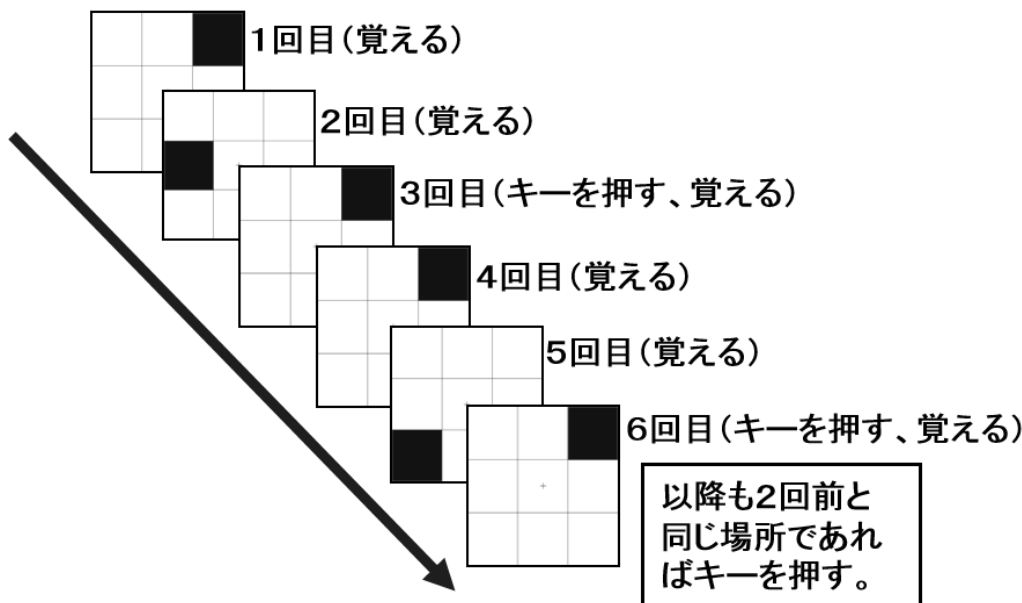 1回目(覚える)
2回目(覚える)
3回目(キーを押す、覚える)
4回目(覚える)
5回目(覚える)
6回目(キーを押す、覚える)
以降も2回前と
同じ場所であれ
ばキーを押す。